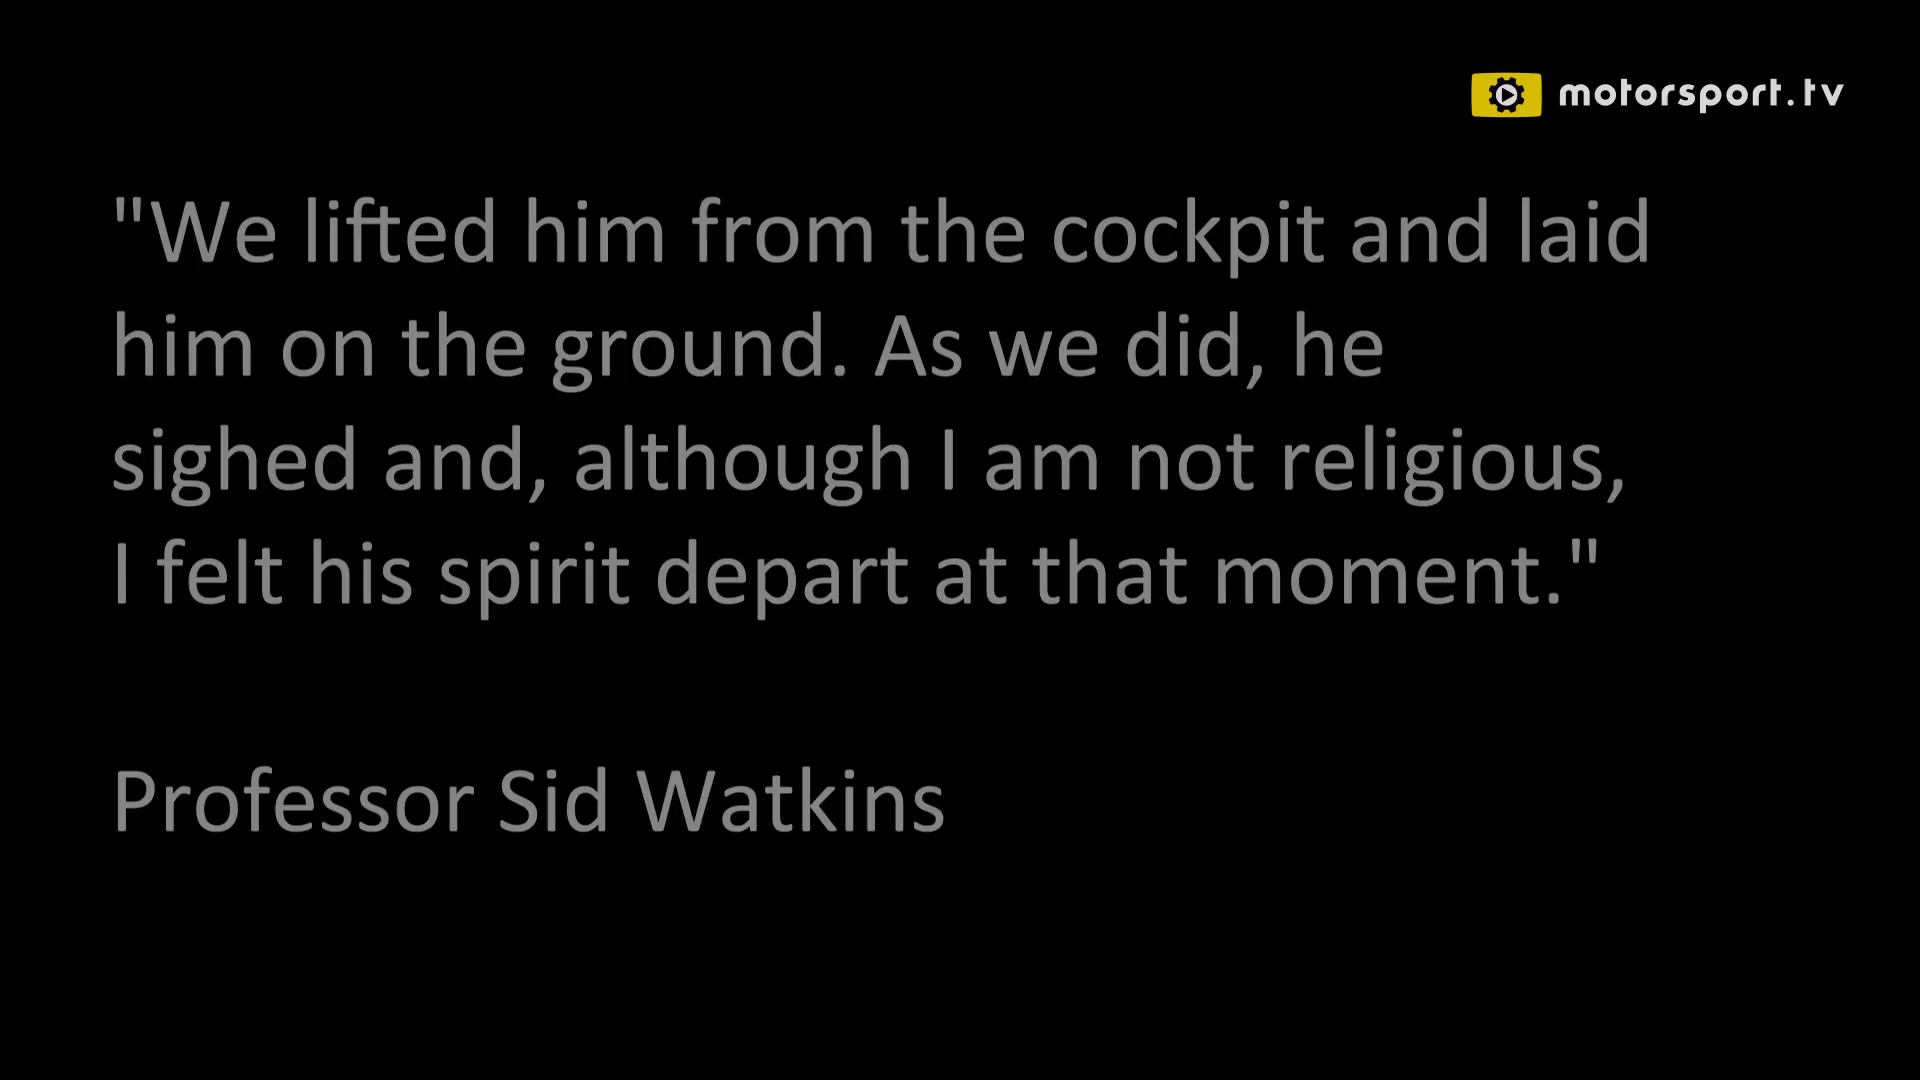 motorsport.tv
"We lifted him from the cockpit and laid
him on the ground. As we did, he
sighed and, although I am not religious,
I felt his spirit depart at that moment."
Professor Sid Watkins